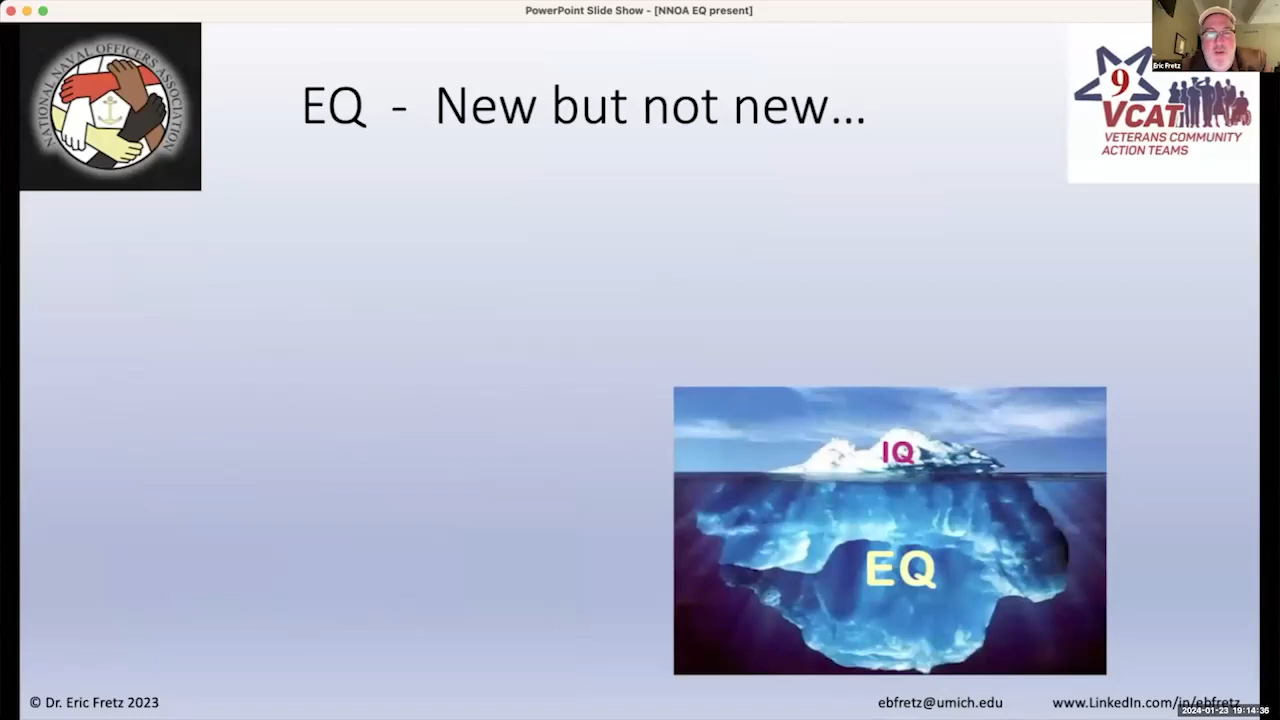 PowerPoint Slide Show - [NNOA EQ present]
Eric Fretz
NATIONAL NAVAL OFFICERS ASSOCIATION
EQ - New but not new...
9
VCAT
VETERANS COMMUNITY
ACTION TEAMS
IQ
EQ
© Dr. Eric Fretz 2023
ebfretz@umich.edu
www.LinkedIn.com/in/ebfretz
2024-01-23 19:14:36